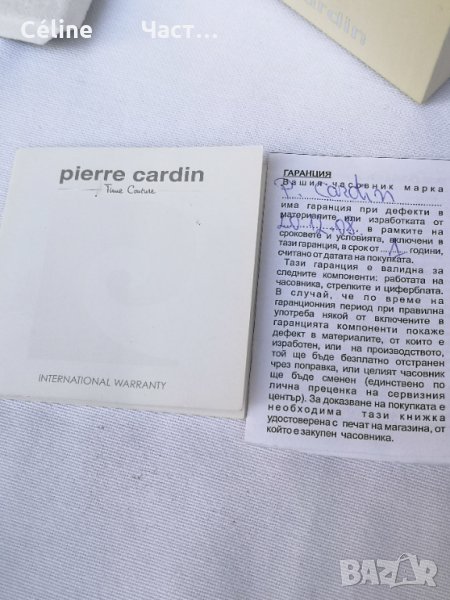 Céline Част...
ardin
pierre cardin
Time Couture
INTERNATIONAL WARRANTY
ГАРАНЦИЯ
Вашия часовник марка
P. Cardin
има гаранция при дефекти в
материалите или изработката от
20.12.08. в рамките на
сроковете и условията, включени в
тази гаранция, в срок от 1 години,
считано от датата на покупката.
Тази гаранция е валидна за
следните компоненти: работата на
часовника, стрелките и циферблата.
В случай, че по време на
гаранционния период при правилна
употреба някой от включените в
гаранцията компоненти покаже
дефект в материалите, от които е
изработен, или на производството,
той ще бъде безплатно отстранен
чрез поправка, или целият часовник
ще бъде сменен (единствено по
лична преценка на сервизния
център). За доказване на покупката е
необходима тази книжка
удостоверена с печат на магазина, от
който е закупен часовника.
BAZAR